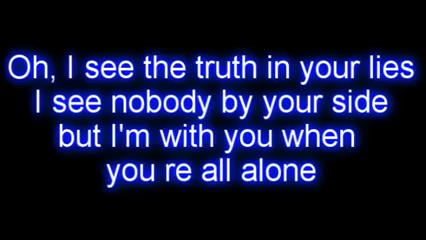 Oh, I see the truth in your lies
I see nobody by your side
but I'm with you when
you re all alone